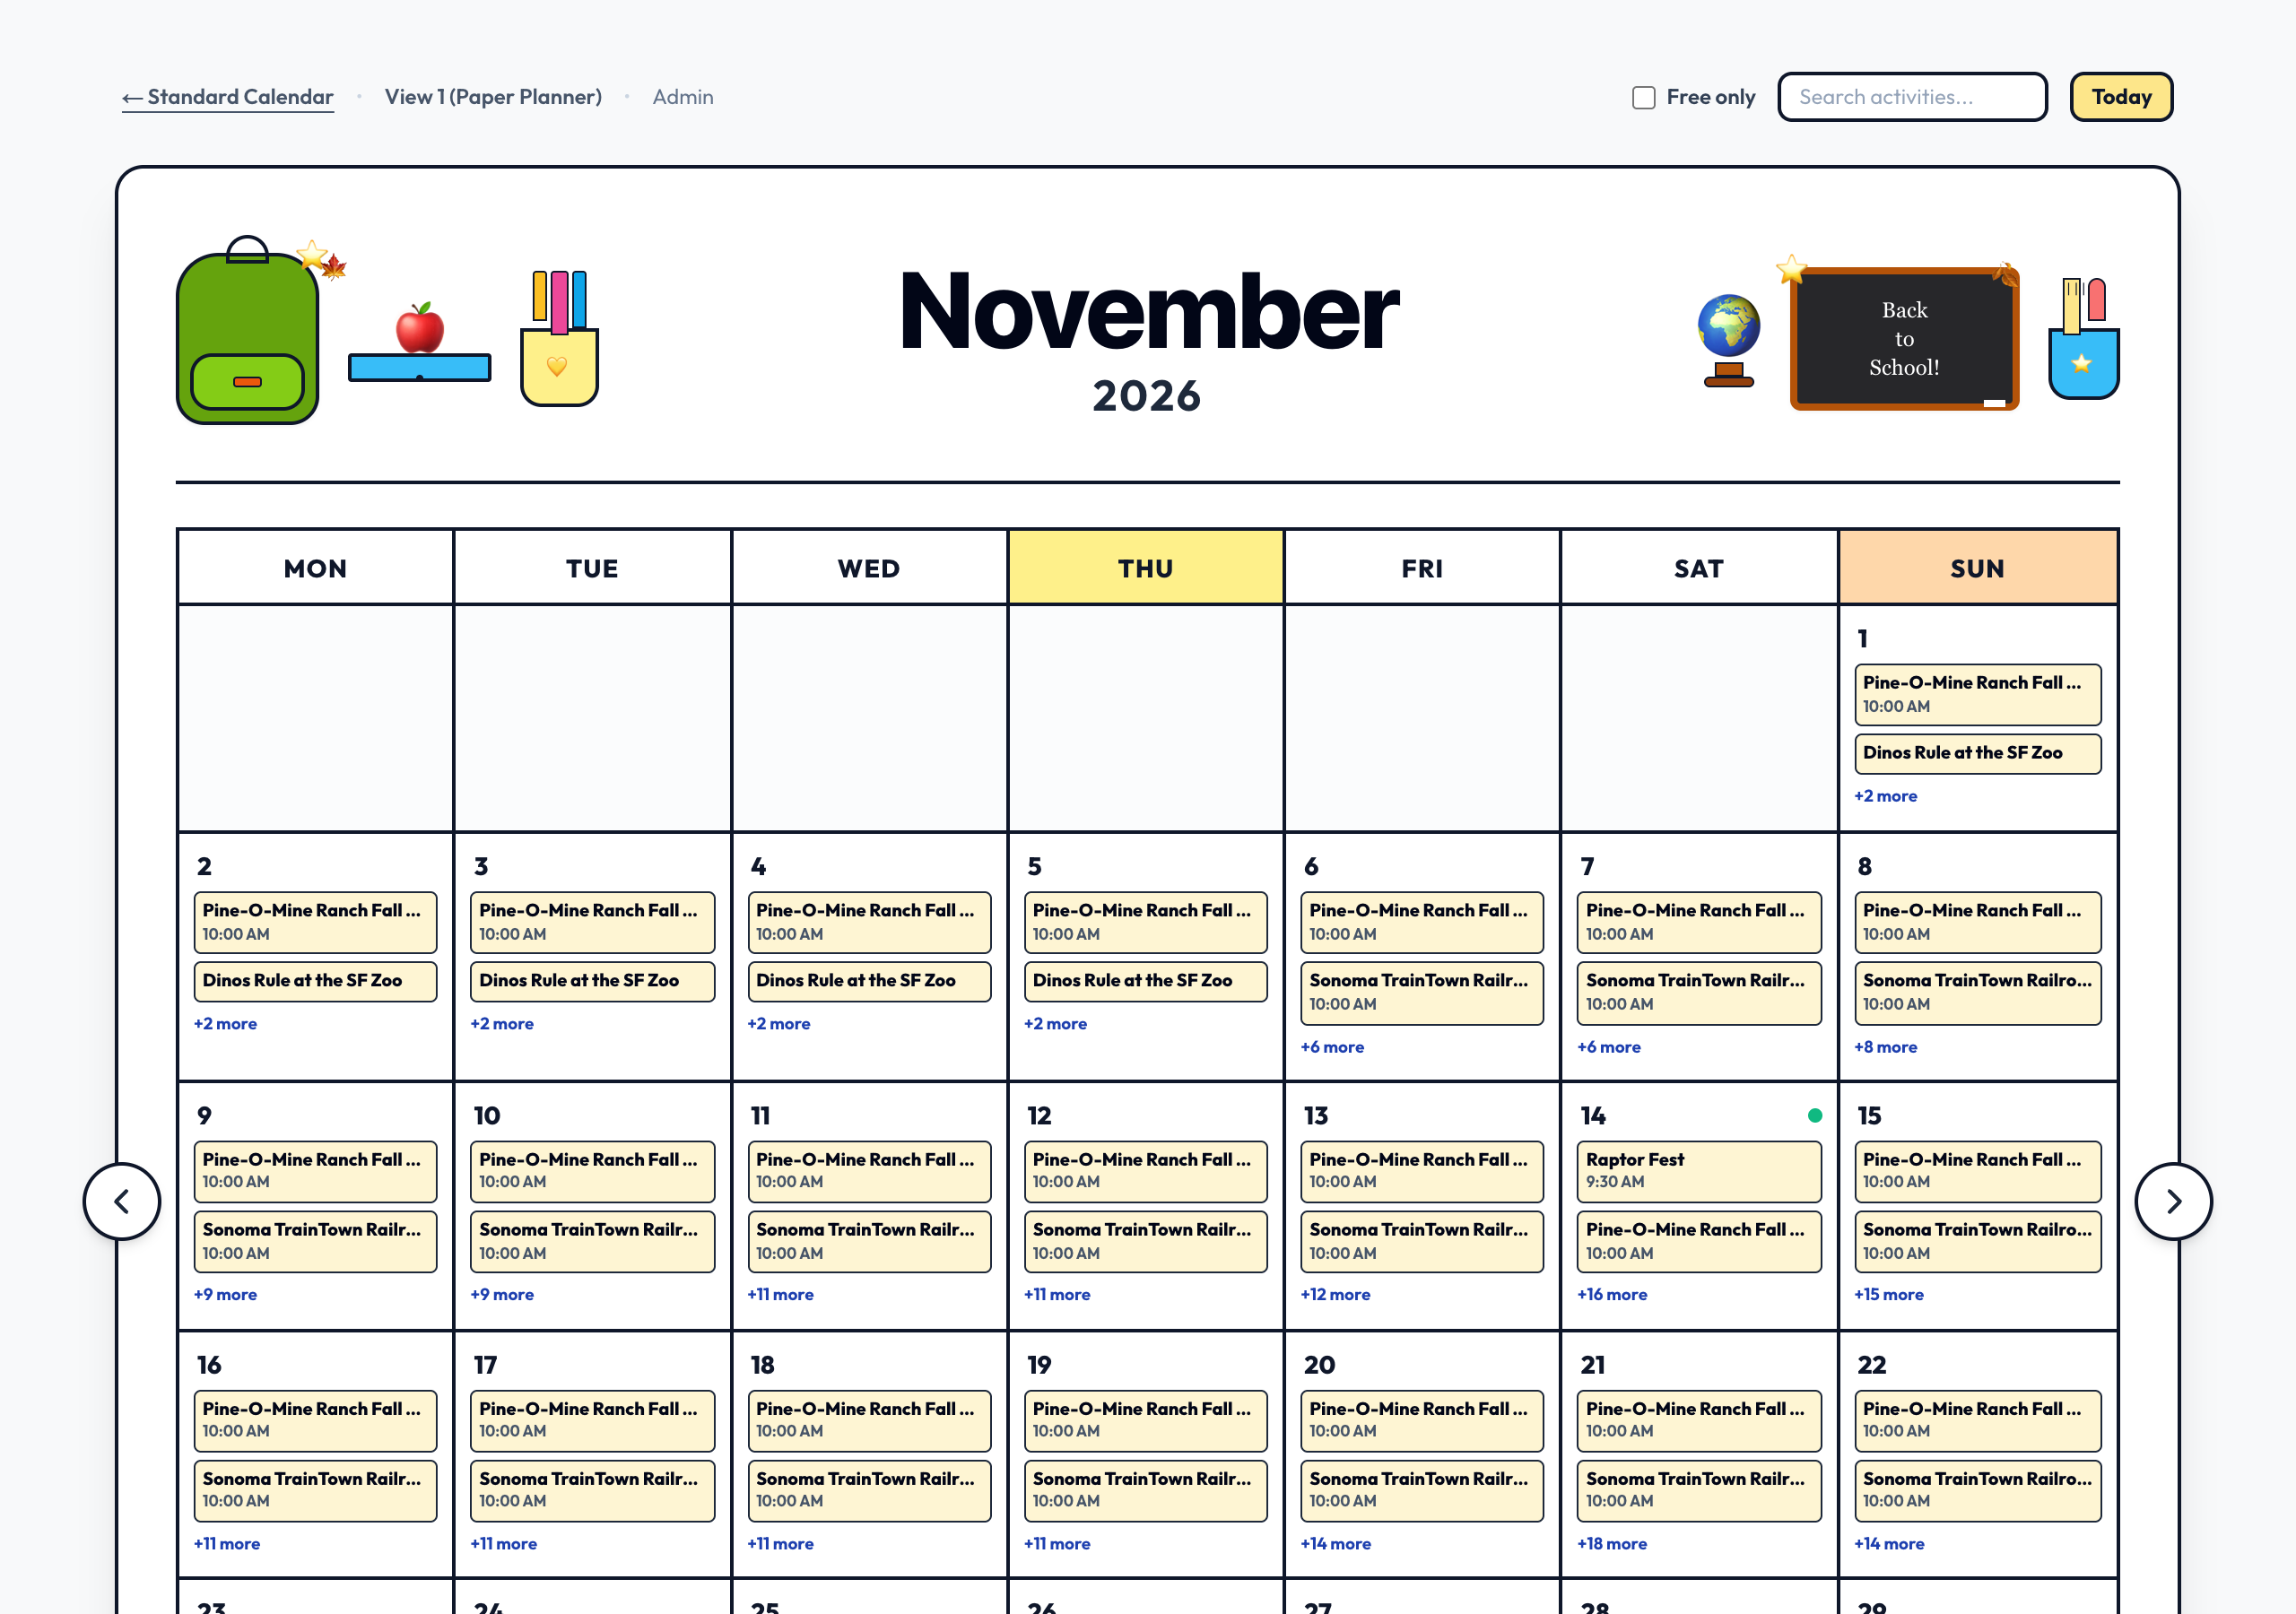 ← Standard Calendar • View 1 (Paper Planner) • Admin
Free only
Search activities...
Today
November
2026
Back
to
School!
MON TUE WED THU FRI SAT SUN
1
Pine-O-Mine Ranch Fall ...
10:00 AM
Dinos Rule at the SF Zoo
+2 more
2
Pine-O-Mine Ranch Fall ...
10:00 AM
Dinos Rule at the SF Zoo
+2 more
3
Pine-O-Mine Ranch Fall ...
10:00 AM
Dinos Rule at the SF Zoo
+2 more
4
Pine-O-Mine Ranch Fall ...
10:00 AM
Dinos Rule at the SF Zoo
+2 more
5
Pine-O-Mine Ranch Fall ...
10:00 AM
Dinos Rule at the SF Zoo
+2 more
6
Pine-O-Mine Ranch Fall ...
10:00 AM
Sonoma TrainTown Railr...
10:00 AM
+6 more
7
Pine-O-Mine Ranch Fall ...
10:00 AM
Sonoma TrainTown Railr...
10:00 AM
+6 more
8
Pine-O-Mine Ranch Fall ...
10:00 AM
Sonoma TrainTown Railro...
10:00 AM
+8 more
9
Pine-O-Mine Ranch Fall ...
10:00 AM
Sonoma TrainTown Railr...
10:00 AM
+9 more
10
Pine-O-Mine Ranch Fall ...
10:00 AM
Sonoma TrainTown Railr...
10:00 AM
+9 more
11
Pine-O-Mine Ranch Fall ...
10:00 AM
Sonoma TrainTown Railr...
10:00 AM
+11 more
12
Pine-O-Mine Ranch Fall ...
10:00 AM
Sonoma TrainTown Railr...
10:00 AM
+11 more
13
Pine-O-Mine Ranch Fall ...
10:00 AM
Sonoma TrainTown Railr...
10:00 AM
+12 more
14
Raptor Fest
9:30 AM
Pine-O-Mine Ranch Fall ...
10:00 AM
+16 more
15
Pine-O-Mine Ranch Fall ...
10:00 AM
Sonoma TrainTown Railro...
10:00 AM
+15 more
16
Pine-O-Mine Ranch Fall ...
10:00 AM
Sonoma TrainTown Railr...
10:00 AM
+11 more
17
Pine-O-Mine Ranch Fall ...
10:00 AM
Sonoma TrainTown Railr...
10:00 AM
+11 more
18
Pine-O-Mine Ranch Fall ...
10:00 AM
Sonoma TrainTown Railr...
10:00 AM
+11 more
19
Pine-O-Mine Ranch Fall ...
10:00 AM
Sonoma TrainTown Railr...
10:00 AM
+11 more
20
Pine-O-Mine Ranch Fall ...
10:00 AM
Sonoma TrainTown Railr...
10:00 AM
+14 more
21
Pine-O-Mine Ranch Fall ...
10:00 AM
Sonoma TrainTown Railr...
10:00 AM
+18 more
22
Pine-O-Mine Ranch Fall ...
10:00 AM
Sonoma TrainTown Railro...
10:00 AM
+14 more
23 24 25 26 27 28 29